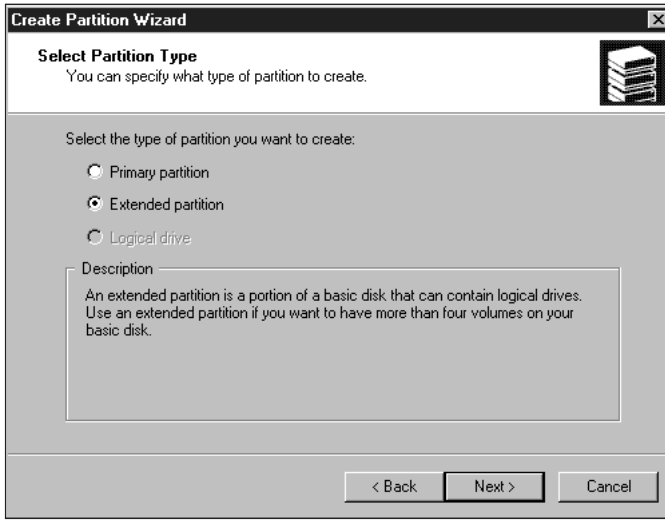 Create Partition Wizard
Select Partition Type
You can specify what type of partition to create.
Select the type of partition you want to create:
Primary partition
Extended partition
Logical drive
Description
An extended partition is a portion of a basic disk that can contain logical drives.
Use an extended partition if you want to have more than four volumes on your
basic disk.
< Back
Next >
Cancel